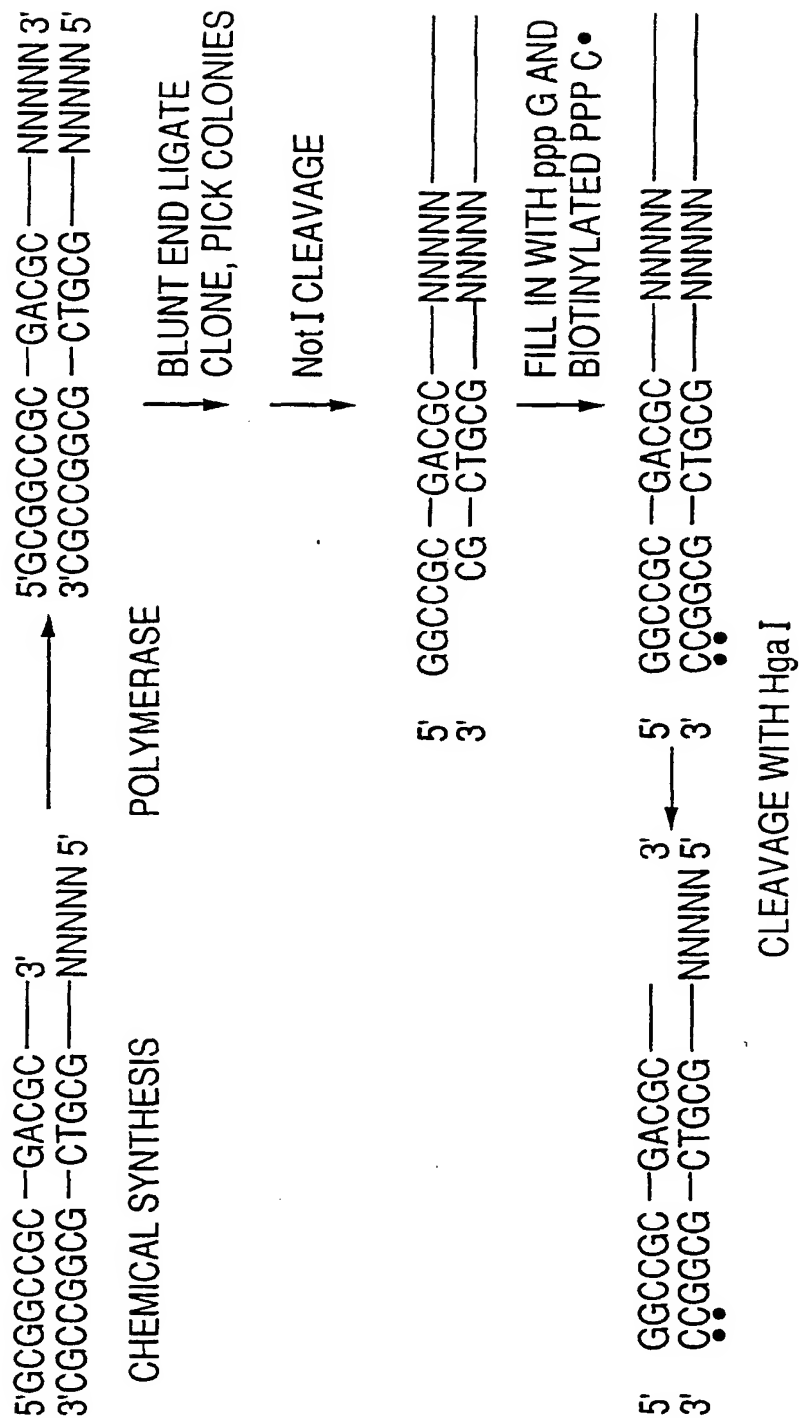 5'GCGGCCGC — GACGC —— 3'
3'CGCCGGCG — CTGCG —— NNNNN 5'
CHEMICAL SYNTHESIS
POLYMERASE
5'GCGGCCGC — GACGC —— NNNNN 3'
3'CGCCGGCG — CTGCG —— NNNNN 5'
BLUNT END LIGATE
CLONE, PICK COLONIES
NotI CLEAVAGE
5' GGCCGC — GACGC —— NNNNN ——
3' CG — CTGCG —— NNNNN ——
FILL IN WITH ppp G AND
BIOTINYLATED PPP C•
5' GGCCGC — GACGC —— NNNNN ——
3' CCGGCG — CTGCG —— NNNNN ——
CLEAVAGE WITH HgaI
5' GGCCGC — GACGC —— 3'
3' CCGGCG — CTGCG —— NNNNN 5'